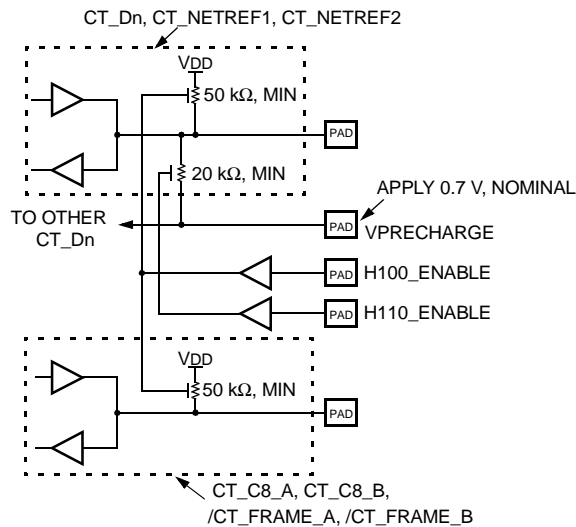 CT_Dn, CT_NETREF1, CT_NETREF2
VDD
50 kΩ, MIN
PAD
20 kΩ, MIN
APPLY 0.7 V, NOMINAL
TO OTHER
CT_Dn
PAD
VPRECHARGE
PAD
H100_ENABLE
PAD
H110_ENABLE
VDD
50 kΩ, MIN
PAD
CT_C8_A, CT_C8_B,
/CT_FRAME_A, /CT_FRAME_B